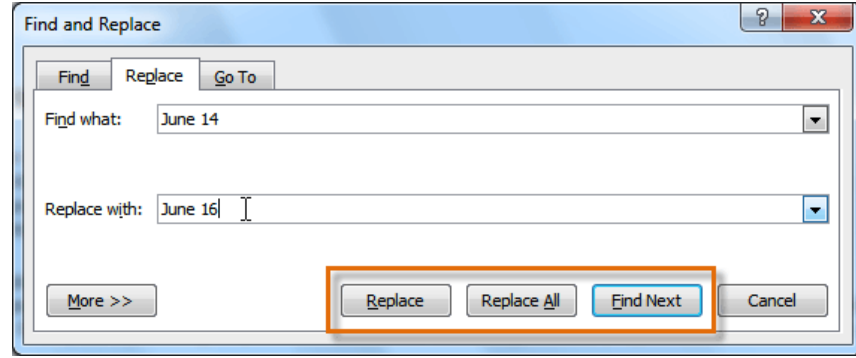 Find and Replace
Find Replace Go To
Find what: June 14
Replace with: June 16
More >> Replace Replace All Find Next Cancel